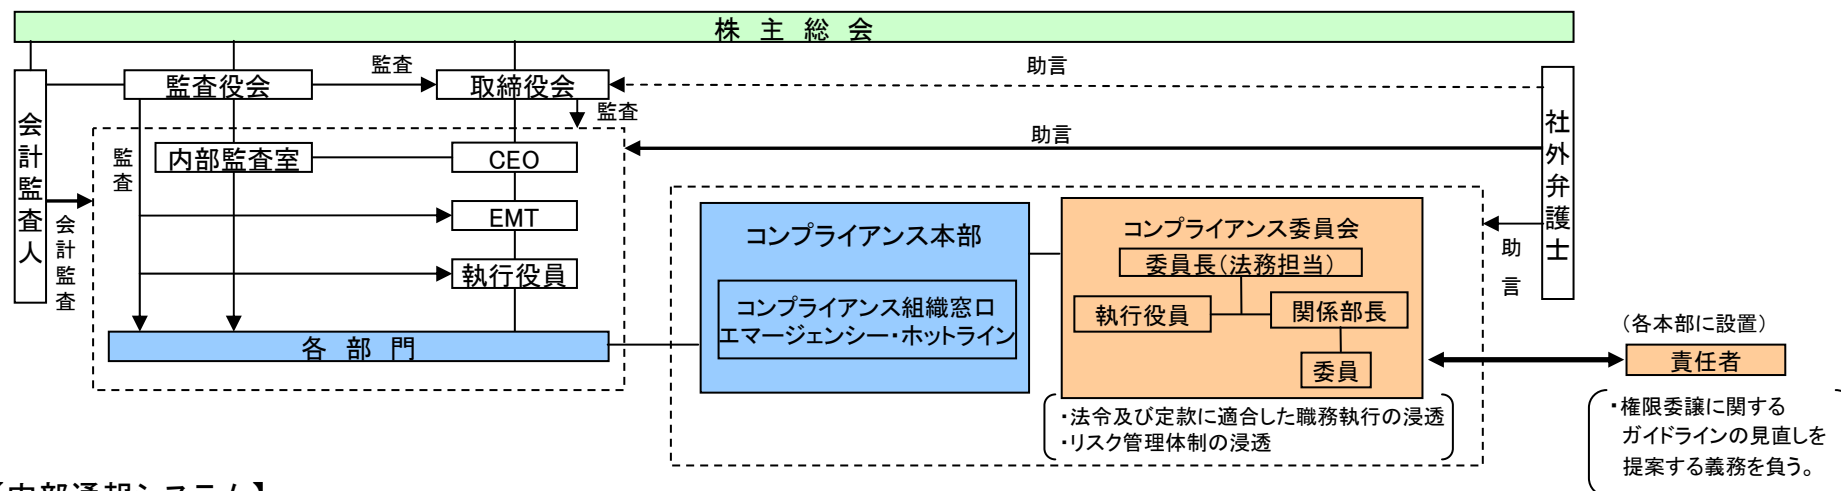 株 主 総 会
監査
助言
監査役会
取締役会
監査
助言
会計監査人
社外弁護士
監査
内部監査室
CEO
会計監査
EMT
執行役員
各 部 門
コンプライアンス本部
コンプライアンス組織窓口
エマージェンシー・ホットライン
コンプライアンス委員会
委員長(法務担当)
執行役員
関係部長
委員
助言
・法令及び定款に適合した職務執行の浸透
・リスク管理体制の浸透
(各本部に設置)
責任者
・権限委譲に関する
ガイドラインの見直しを
提案する義務を負う。
【内部通報システム】